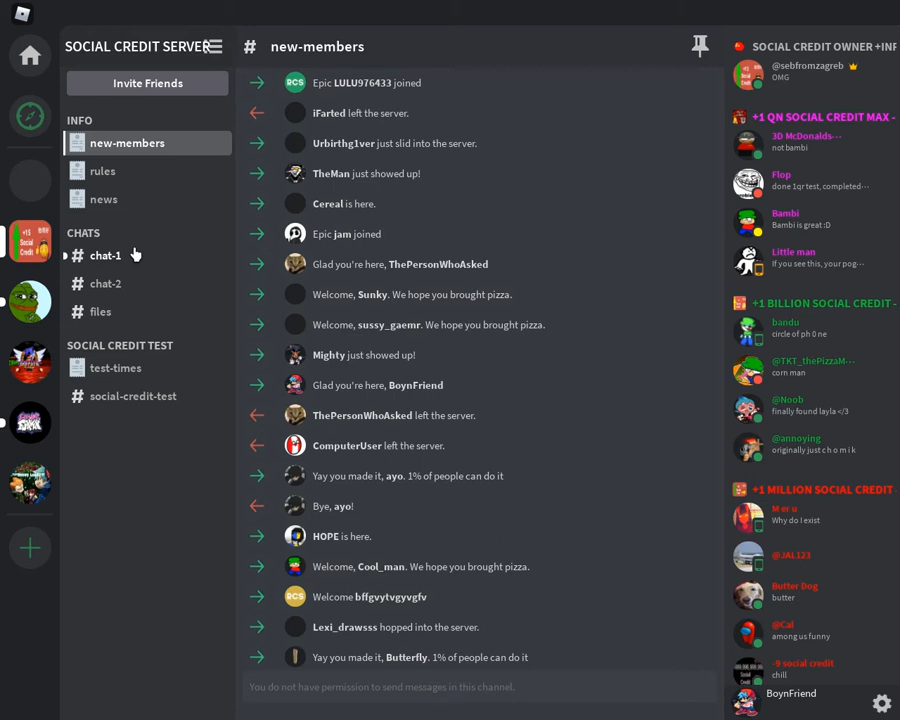 SOCIAL CREDIT SERVER
Invite Friends
INFO
new-members
rules
news
CHATS
chat-1
chat-2
files
SOCIAL CREDIT TEST
test-times
social-credit-test
# new-members
RCS Epic LULU976433 joined
iFarted left the server.
Urbirthg1ver just slid into the server.
TheMan just showed up!
Cereal is here.
Epic jam joined
Glad you're here, ThePersonWhoAsked
Welcome, Sunky. We hope you brought pizza.
Welcome, sussy_gaemr. We hope you brought pizza.
Mighty just showed up!
Glad you're here, BoynFriend
ThePersonWhoAsked left the server.
ComputerUser left the server.
Yay you made it, ayo. 1% of people can do it
Bye, ayo!
HOPE is here.
Welcome, Cool_man. We hope you brought pizza.
RCS Welcome bffgvytvgyvgfv
Lexi_drawsss hopped into the server.
Yay you made it, Butterfly. 1% of people can do it
You do not have permission to send messages in this channel.
SOCIAL CREDIT OWNER +INF
@sebfromzagreb
OMG
+1 QN SOCIAL CREDIT MAX -
3D McDonalds···
not bambi
Flop
done 1qr test, completed···
Bambi
Bambi is great :D
Little man
If you see this, your pog···
+1 BILLION SOCIAL CREDIT -
bandu
circle of ph 0 ne
@TKT_thePizzaM···
corn man
@Noob
finally found layla </3
@annoying
originally just c h o m i k
+1 MILLION SOCIAL CREDIT
M er u
Why do I exist
@JAL123
Butter Dog
butter
@Cal
among us funny
-9 social credit
chill
BoynFriend